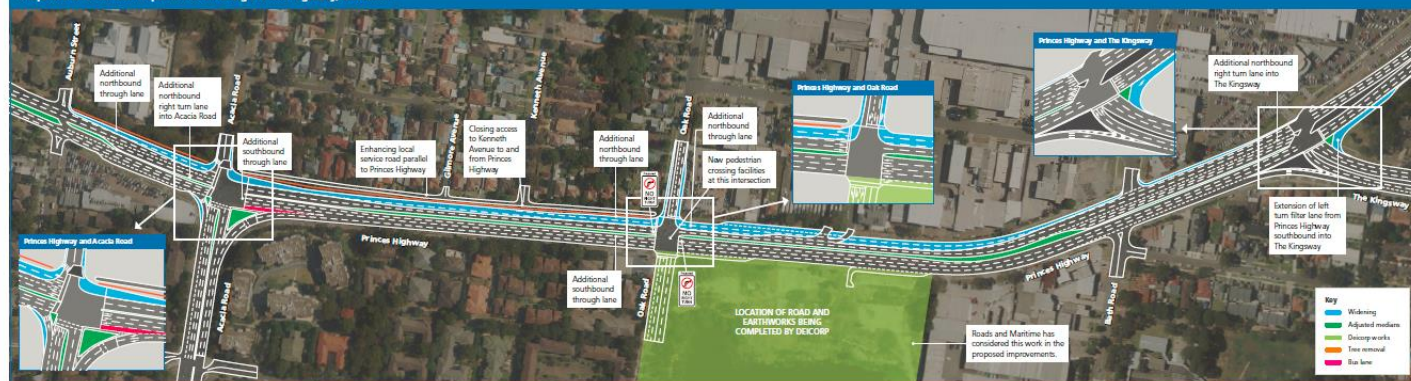 Auburn Street
Additional
northbound
through lane
Additional
northbound
right turn lane
into Acacia Road
Acacia Road
Additional
southbound
through lane
Enhancing local
service road parallel
to Princes Highway
Gilmore Avenue
Closing access
to Kenneth
Avenue to and
from Princes
Highway
Kenneth Avenue
Additional
northbound
through lane
Oak Road
Additional
northbound
through lane
New pedestrian
crossing facilities
at this intersection
NO
RIGHT
TURN
Princes Highway and Oak Road
Princes Highway and The Kingsway
Additional northbound
right turn lane into
The Kingsway
The Kingsway
Extension of left
turn filter lane from
Princes Highway
southbound into
The Kingsway
Princes Highway and Acacia Road
Acacia Road
Princes Highway
Additional
southbound
through lane
Oak Road
NO
RIGHT
TURN
LOCATION OF ROAD AND
EARTHWORKS BEING
COMPLETED BY DEICORP
Princes Highway
Bath Road
Roads and Maritime has
considered this work in the
proposed improvements.
Key
Widening
Adjusted medians
Deicorp works
Tree removal
Bus lane